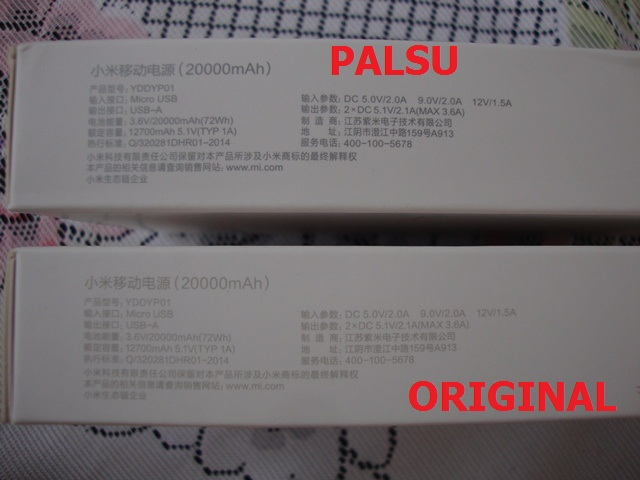 PALSU
小米移动电源(20000mAh)
产品型号: YDDYP01
输入接口: Micro USB
输出接口: USB-A
电池能量: 3.6V/20000mAh(72Wh)
额定容量: 12700mAh 5.1V(TYP 1A)
执行标准: Q/320281DHR01-2014
输入参数: DC 5.0V/2.0A 9.0V/2.0A 12V/1.5A
输出参数: 2×DC 5.1V/2.1A(MAX 3.6A)
制 造 商: 江苏紫米电子技术有限公司
地 址: 江阴市澄江中路159号A913
服务电话: 400-100-5678
小米科技有限责任公司保留对本产品所涉小米商标的最终解释权
本产品的相关信息请查询销售网站: www.mi.com
小米生态链企业
小米移动电源(20000mAh)
产品型号: YDDYP01
输入接口: Micro USB
输出接口: USB-A
电池能量: 3.6V/20000mAh(72Wh)
额定容量: 12700mAh 5.1V(TYP 1A)
执行标准: Q/320281DHR01-2014
输入参数: DC 5.0V/2.0A 9.0V/2.0A 12V/1.5A
输出参数: 2×DC 5.1V/2.1A(MAX 3.6A)
制 造 商: 江苏紫米电子技术有限公司
地 址: 江阴市澄江中路159号A913
服务电话: 400-100-5678
小米科技有限责任公司保留对本产品所涉小米商标的最终解释权
本产品的相关信息请查询销售网站: www.mi.com
小米生态链企业
ORIGINAL